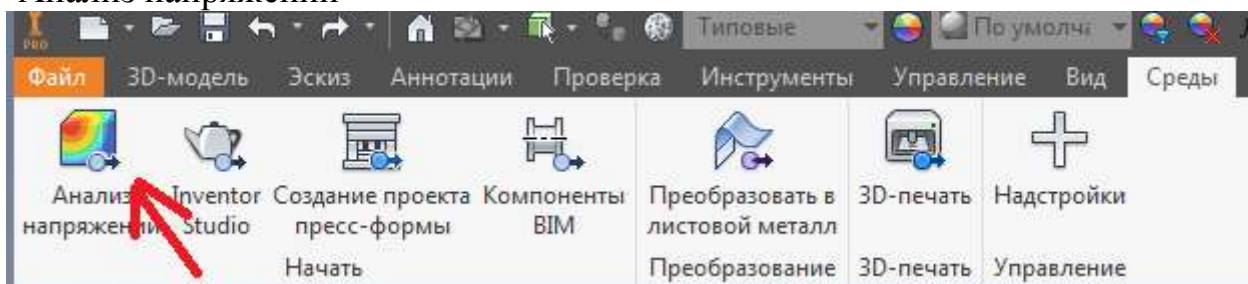 Анализ напряжений
PRO Типовые По умолча
Файл 3D-модель Эскиз Аннотации Проверка Инструменты Управление Вид Среды
Анализ Inventor Создание проекта Компоненты Преобразовать в 3D-печать Надстройки
напряжений Studio пресс-формы BIM листовой металл
Начать Преобразование 3D-печать Управление